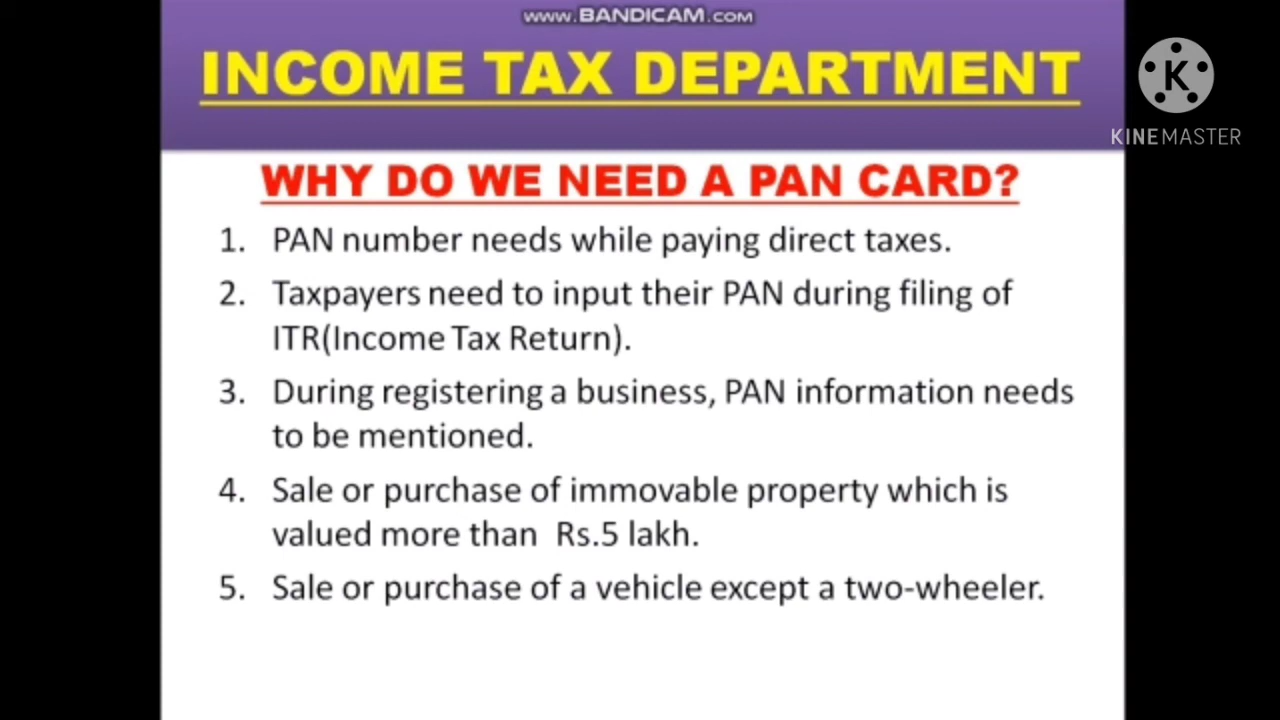 www.BANDICAM.com
INCOME TAX DEPARTMENT
K
KINEMASTER
WHY DO WE NEED A PAN CARD?
1. PAN number needs while paying direct taxes.
2. Taxpayers need to input their PAN during filing of
ITR(Income Tax Return).
3. During registering a business, PAN information needs
to be mentioned.
4. Sale or purchase of immovable property which is
valued more than Rs.5 lakh.
5. Sale or purchase of a vehicle except a two-wheeler.